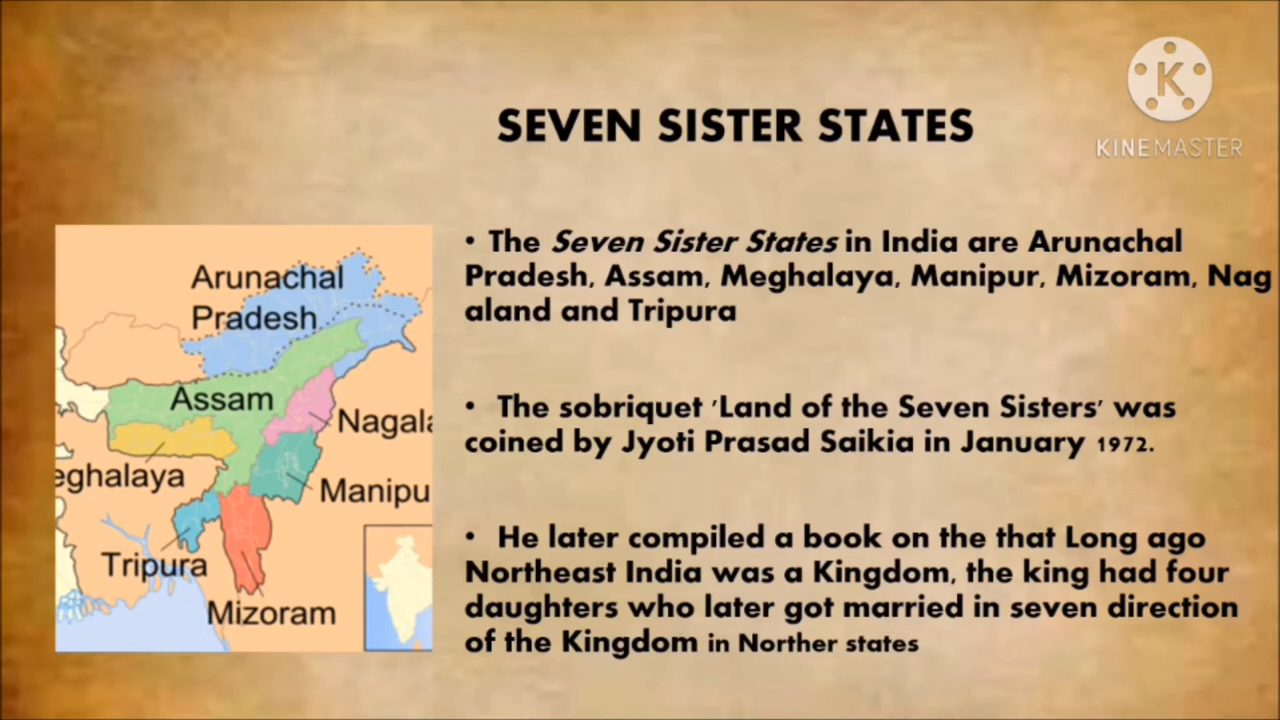 SEVEN SISTER STATES
K
KINEMASTER
• The Seven Sister States in India are Arunachal
Pradesh, Assam, Meghalaya, Manipur, Mizoram, Nag
aland and Tripura
• The sobriquet 'Land of the Seven Sisters' was
coined by Jyoti Prasad Saikia in January 1972.
• He later compiled a book on the that Long ago
Northeast India was a Kingdom, the king had four
daughters who later got married in seven direction
of the Kingdom in Norther states
Arunachal
Pradesh
Assam
Nagala
eghalaya
Manipu
Tripura
Mizoram